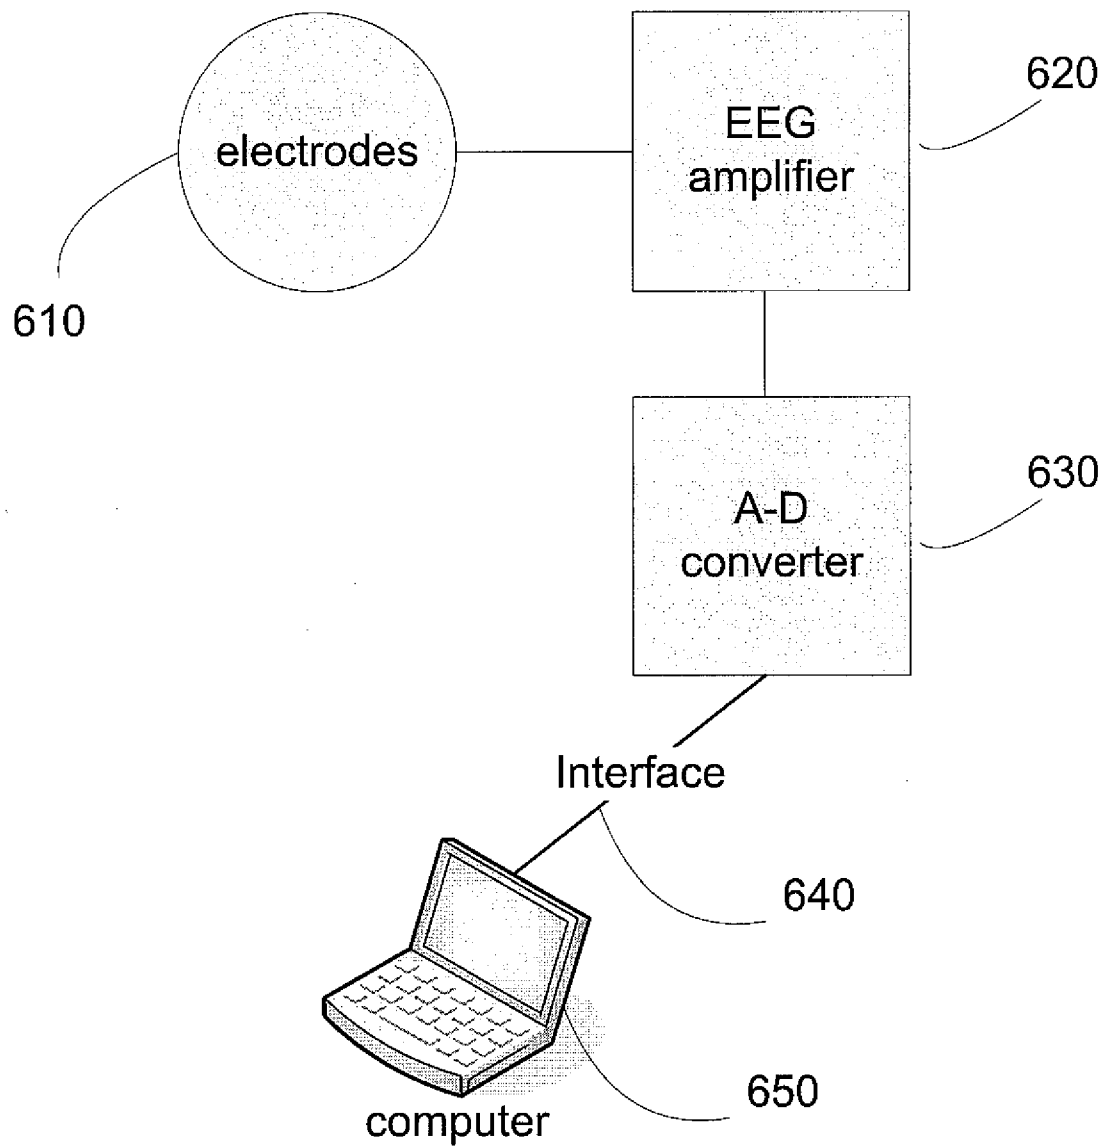 620
EEG
amplifier
electrodes
610
630
A-D
converter
Interface
640
650
computer